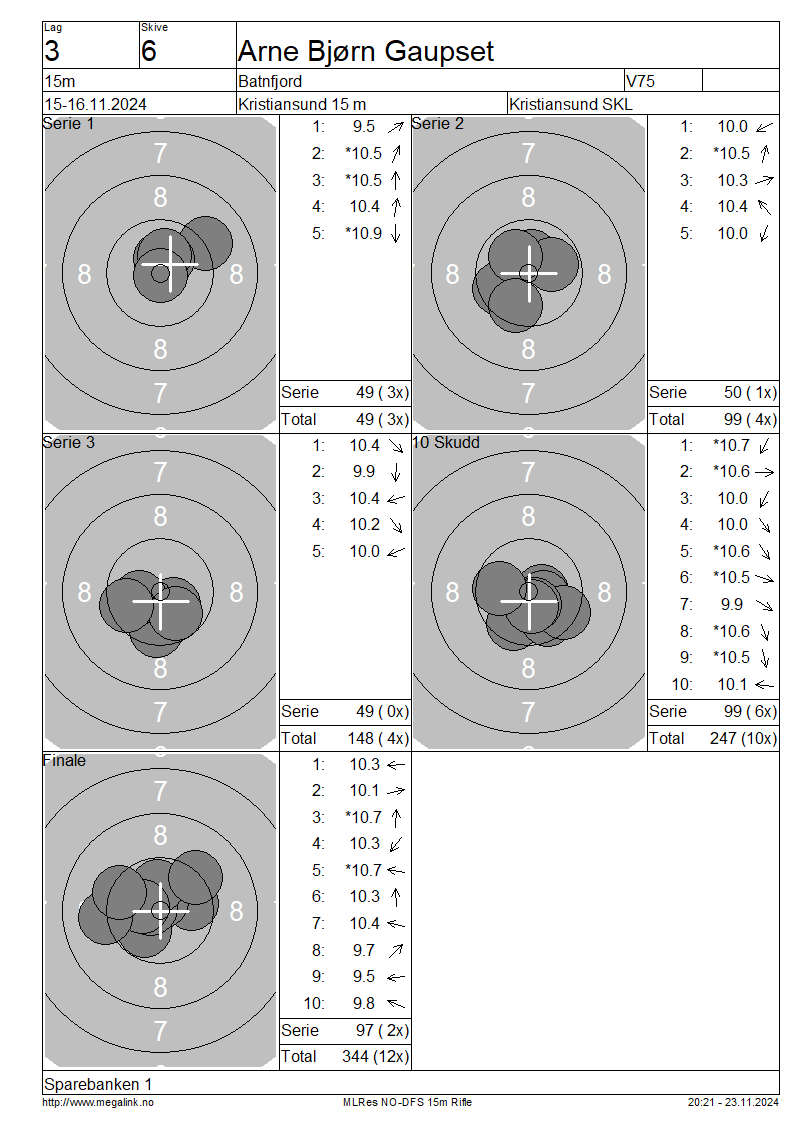 Lag Skive
3 6 Arne Bjørn Gaupset
15m Batnfjord V75
15-16.11.2024 Kristiansund 15 m Kristiansund SKL
Serie 1
7
8
8 8
8
7
1: 9.5
2: *10.5
3: *10.5
4: 10.4
5: *10.9
Serie 49 ( 3x)
Total 49 ( 3x)
Serie 2
7
8
8 8
8
7
1: 10.0
2: *10.5
3: 10.3
4: 10.4
5: 10.0
Serie 50 ( 1x)
Total 99 ( 4x)
Serie 3
7
8
8 8
8
7
1: 10.4
2: 9.9
3: 10.4
4: 10.2
5: 10.0
Serie 49 ( 0x)
Total 148 ( 4x)
10 Skudd
7
8
8 8
8
7
1: *10.7
2: *10.6
3: 10.0
4: 10.0
5: *10.6
6: *10.5
7: 9.9
8: *10.6
9: *10.5
10: 10.1
Serie 99 ( 6x)
Total 247 (10x)
Finale
7
8
8
8
7
1: 10.3
2: 10.1
3: *10.7
4: 10.3
5: *10.7
6: 10.3
7: 10.4
8: 9.7
9: 9.5
10: 9.8
Serie 97 ( 2x)
Total 344 (12x)
Sparebanken 1
http://www.megalink.no MLRes NO-DFS 15m Rifle 20:21 - 23.11.2024